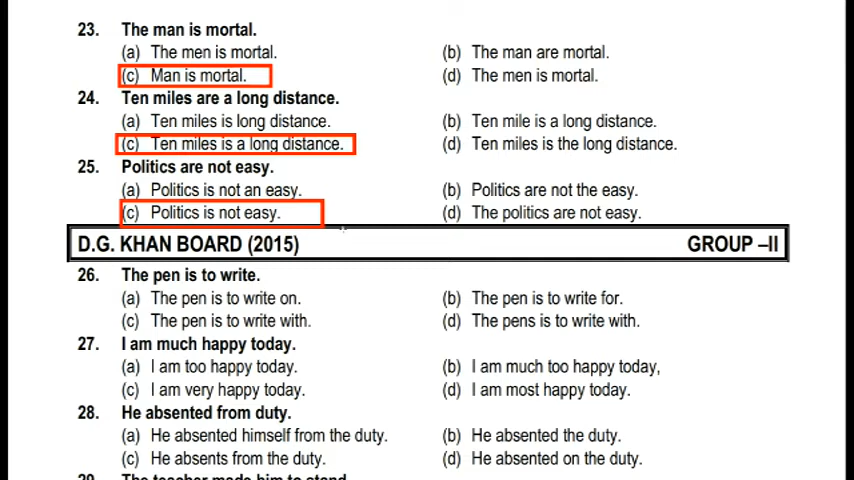 23. The man is mortal.
(a) The men is mortal. (b) The man are mortal.
(c) Man is mortal. (d) The men is mortal.
24. Ten miles are a long distance.
(a) Ten miles is long distance. (b) Ten mile is a long distance.
(c) Ten miles is a long distance. (d) Ten miles is the long distance.
25. Politics are not easy.
(a) Politics is not an easy. (b) Politics are not the easy.
(c) Politics is not easy. (d) The politics are not easy.
D.G. KHAN BOARD (2015) GROUP –II
26. The pen is to write.
(a) The pen is to write on. (b) The pen is to write for.
(c) The pen is to write with. (d) The pens is to write with.
27. I am much happy today.
(a) I am too happy today. (b) I am much too happy today,
(c) I am very happy today. (d) I am most happy today.
28. He absented from duty.
(a) He absented himself from the duty. (b) He absented the duty.
(c) He absents from the duty. (d) He absented on the duty.
29. The teacher made him to stand.